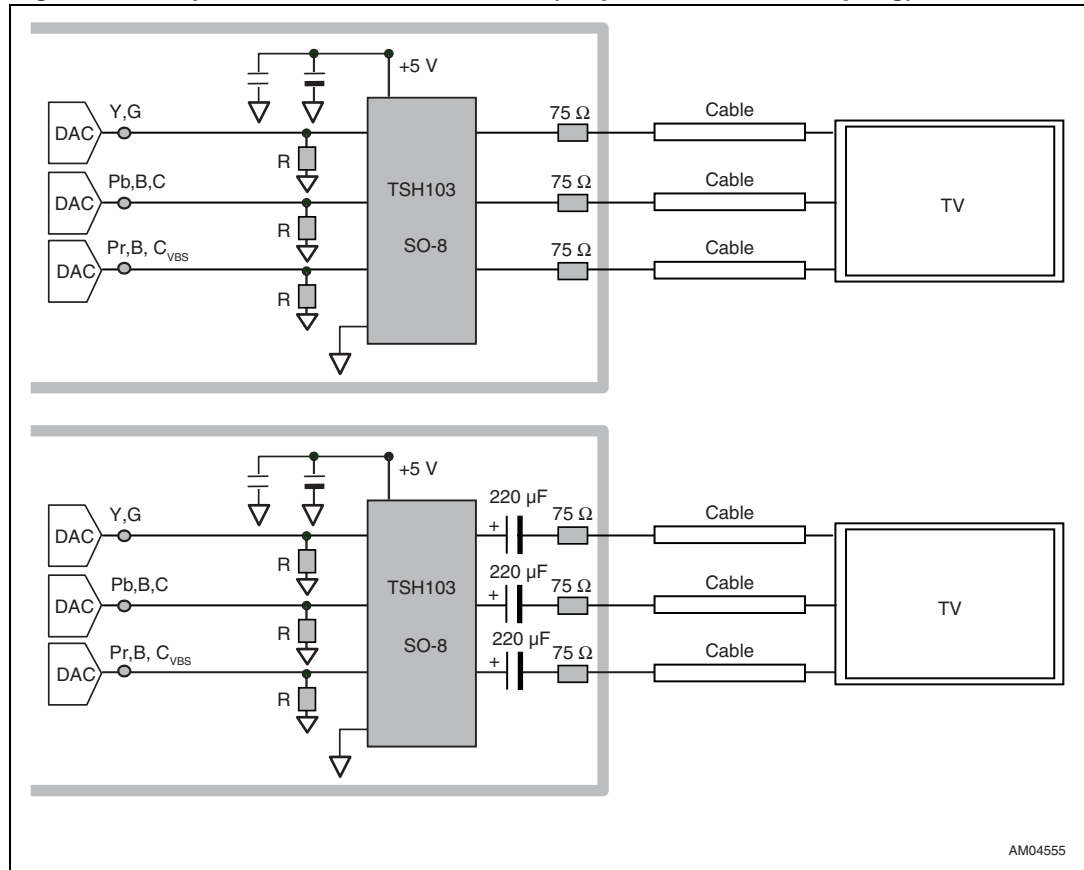 +5 V
Y,G
75 Ω
Cable
DAC
R
Pb,B,C
75 Ω
Cable
TSH103
TV
DAC
R
Pr,B, CVBS
75 Ω
Cable
SO-8
DAC
R
+5 V
220 µF
Y,G
75 Ω
Cable
DAC
+
R
220 µF
Pb,B,C
75 Ω
Cable
TSH103
TV
DAC
+
R
220 µF
Pr,B, CVBS
75 Ω
Cable
SO-8
DAC
+
R
AM04555